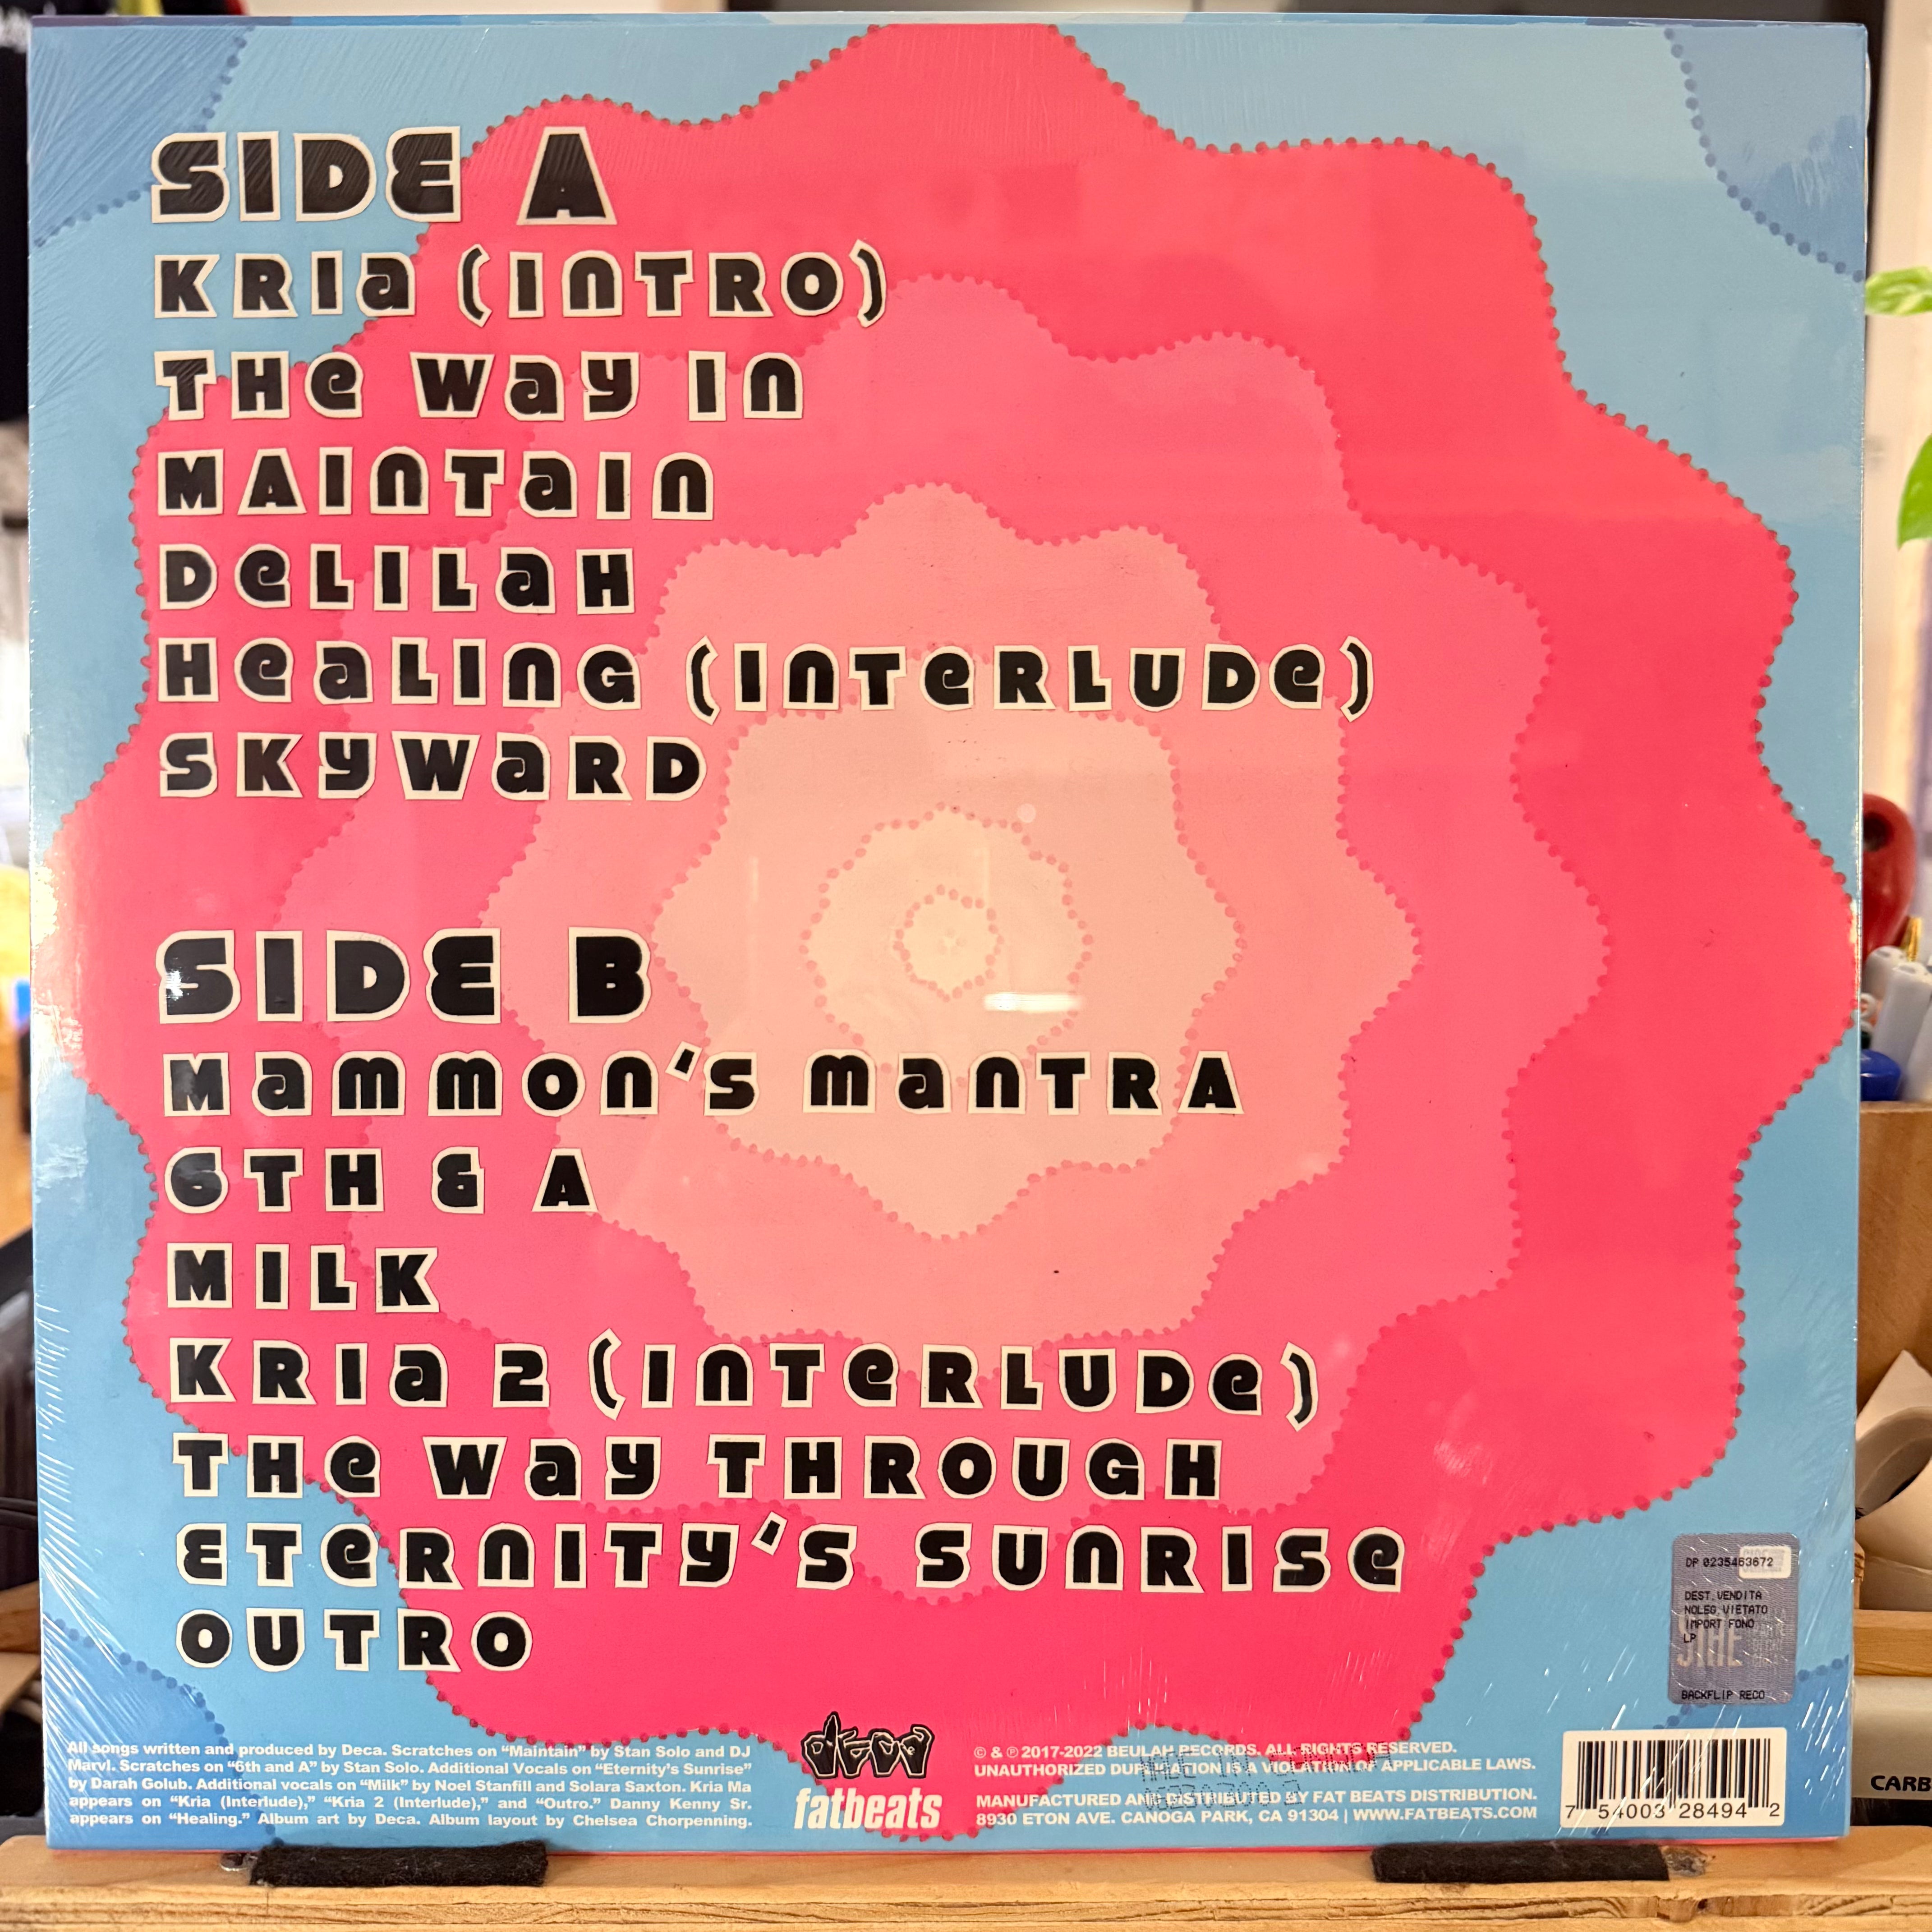 SIDE A
KRIA (INTRO)
THE WAY IN
MAINTAIN
DELILAH
HEALING (INTERLUDE)
SKYWARD
SIDE B
MAMMON'S MANTRA
6TH & A
MILK
KRIA 2 (INTERLUDE)
THE WAY THROUGH
ETERNITY'S SUNRISE
OUTRO
All songs written and produced by Deca. Scratches on “Maintain” by Stan Solo and DJ
Marvl. Scratches on “6th and A” by Stan Solo. Additional Vocals on “Eternity’s Sunrise”
by Darah Golub. Additional vocals on “Milk” by Noel Stanfill and Solara Saxton. Kria Ma
appears on “Kria (Interlude),” “Kria 2 (Interlude),” and “Outro.” Danny Kenny Sr.
appears on “Healing.” Album art by Deca. Album layout by Chelsea Chorpenning.
deca
fatbeats
© & ℗ 2017-2022 BEULAH RECORDS. ALL RIGHTS RESERVED.
UNAUTHORIZED DUPLICATION IS A VIOLATION OF APPLICABLE LAWS.
MANUFACTURED AND DISTRIBUTED BY FAT BEATS DISTRIBUTION.
8930 ETON AVE. CANOGA PARK, CA 91304 | WWW.FATBEATS.COM
DP 0235463672
DEST.VENDITA
NOLEG.VIETATO
IMPORT FONO
LP
BACKFLIP RECO
7 54003 28494 2
CARB